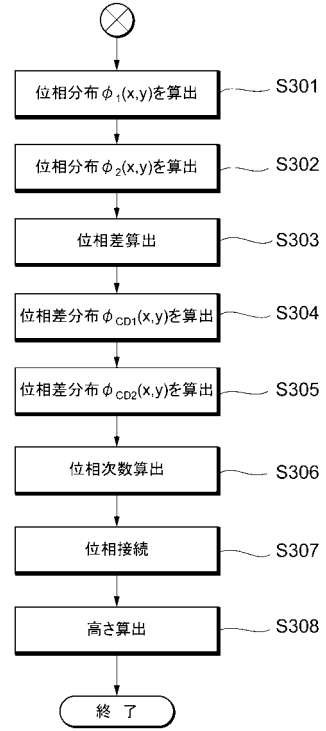 位相分布φ1(x,y)を算出 S301
位相分布φ2(x,y)を算出 S302
位相差算出 S303
位相差分布φCD1(x,y)を算出 S304
位相差分布φCD2(x,y)を算出 S305
位相次数算出 S306
位相接続 S307
高さ算出 S308
終 了